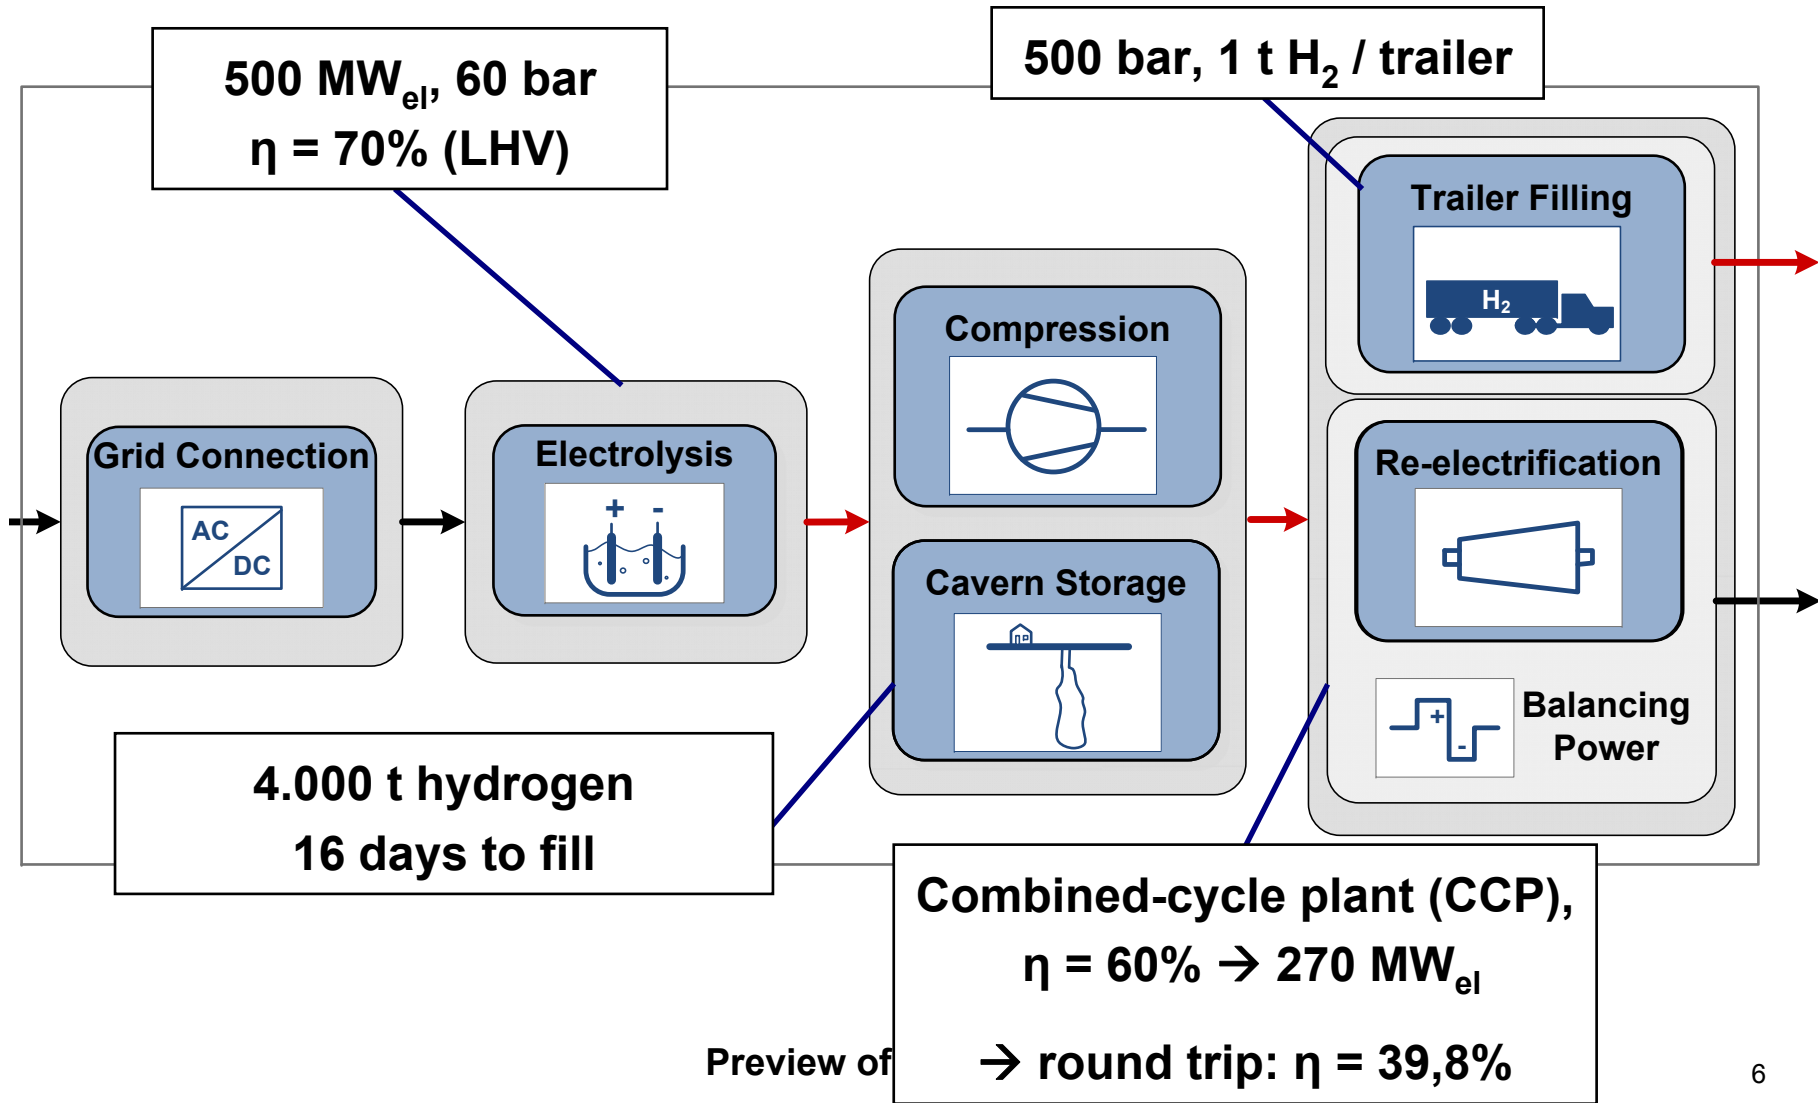 500 MWel, 60 bar
η = 70% (LHV)
500 bar, 1 t H2 / trailer
Trailer Filling
H2
Compression
Grid Connection
AC
DC
Electrolysis
+ -
Cavern Storage
Re-electrification
+
-
Balancing
Power
4.000 t hydrogen
16 days to fill
Combined-cycle plant (CCP),
η = 60% → 270 MWel
→ round trip: η = 39,8%
Preview of
6